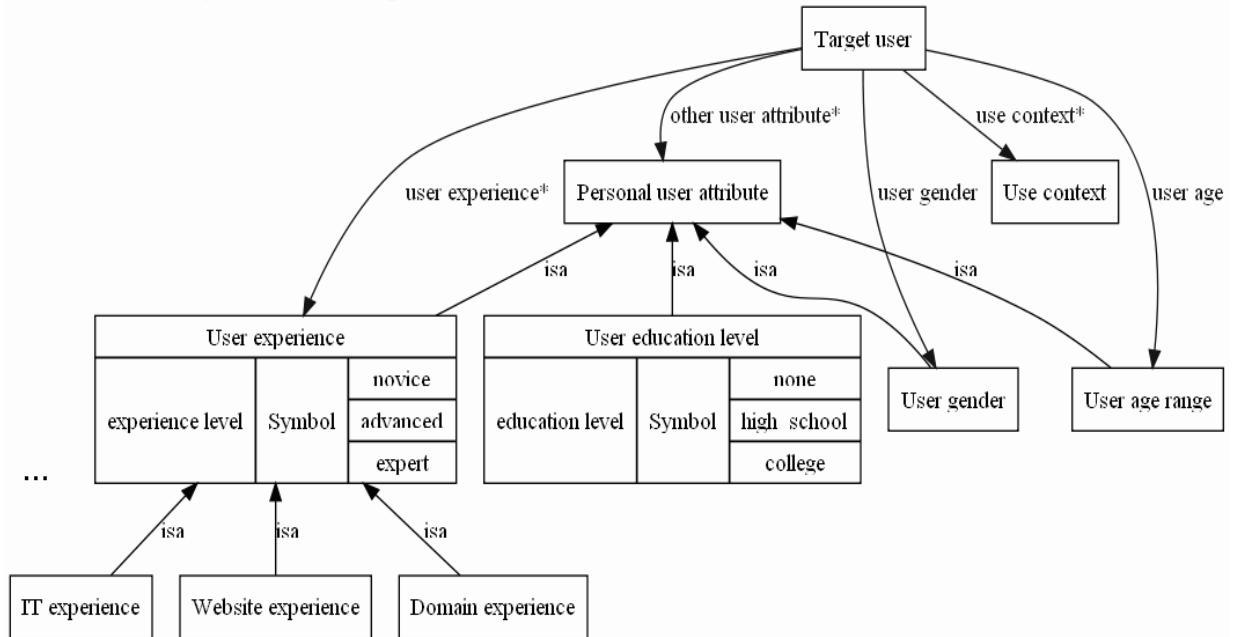 Target user
other user attribute*
use context*
user experience*
Personal user attribute
user gender
Use context
user age
isa
isa
isa
isa
User experience
experience level
Symbol
novice
advanced
expert
User education level
education level
Symbol
none
high_school
college
User gender
User age range
...
isa
isa
isa
IT experience
Website experience
Domain experience